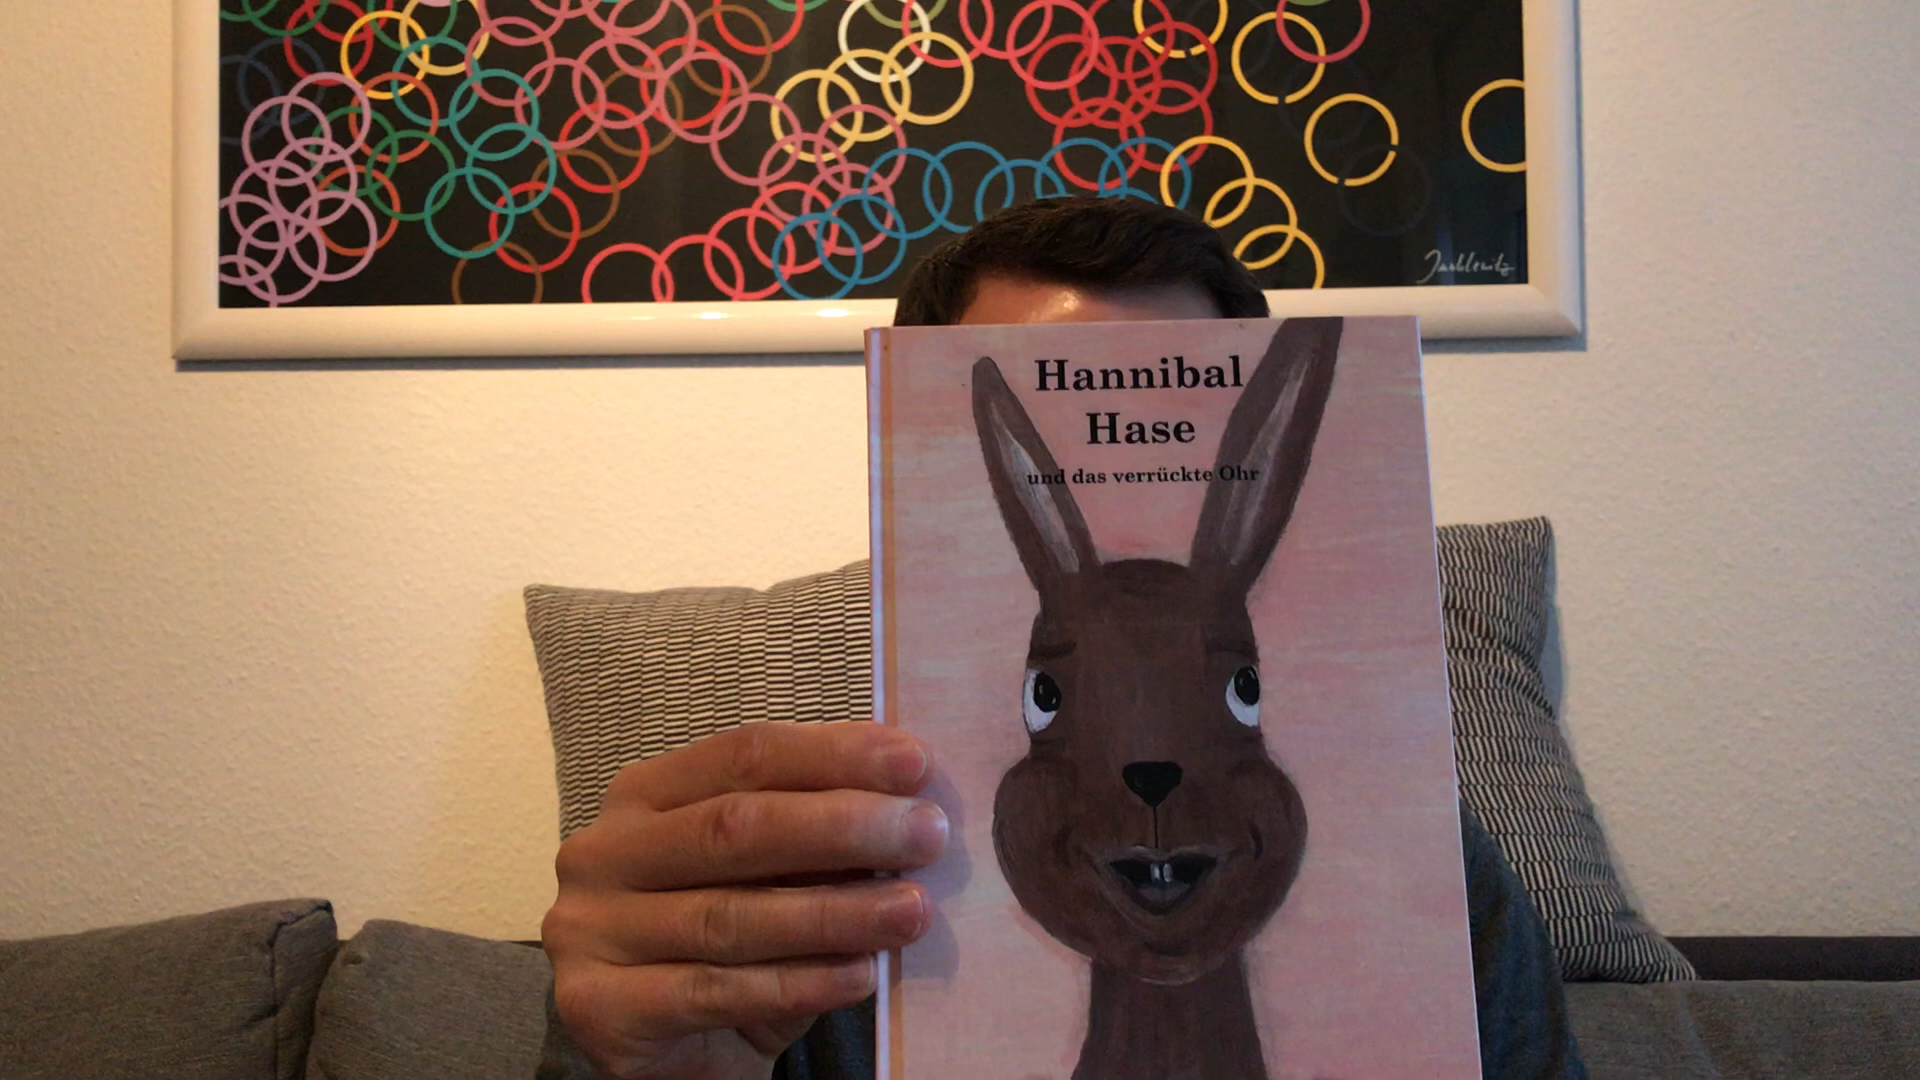 Hannibal
Hase
und das verrückte Ohr